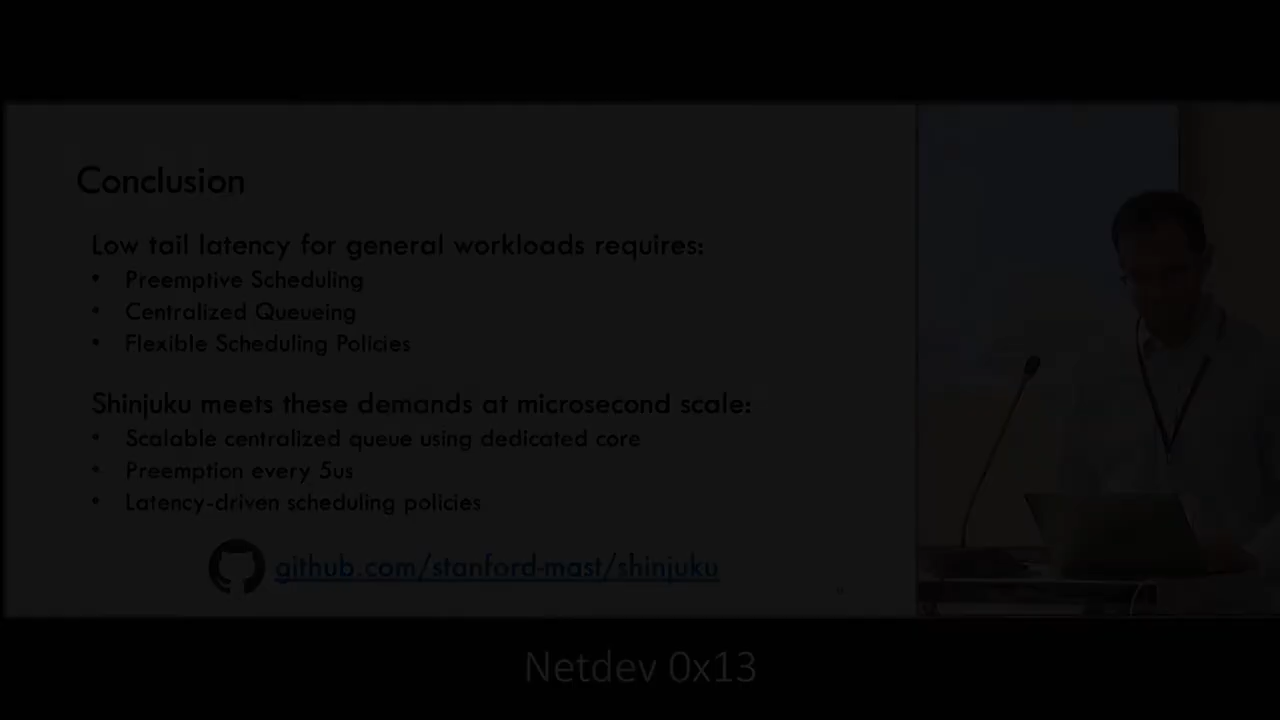 Conclusion
Low tail latency for general workloads requires:
• Preemptive Scheduling
• Centralized Queueing
• Flexible Scheduling Policies
Shinjuku meets these demands at microsecond scale:
• Scalable centralized queue using dedicated core
• Preemption every 5us
• Latency-driven scheduling policies
github.com/stanford-mast/shinjuku
Netdev 0x13